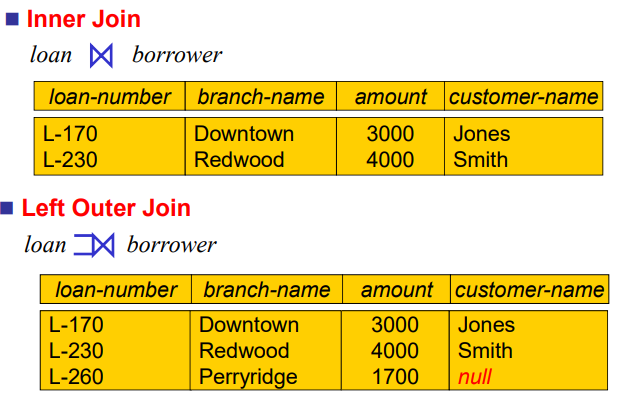 Inner Join
loan ⋈ borrower
loan-number branch-name amount customer-name
L-170 Downtown 3000 Jones
L-230 Redwood 4000 Smith
Left Outer Join
loan ⟕ borrower
loan-number branch-name amount customer-name
L-170 Downtown 3000 Jones
L-230 Redwood 4000 Smith
L-260 Perryridge 1700 null